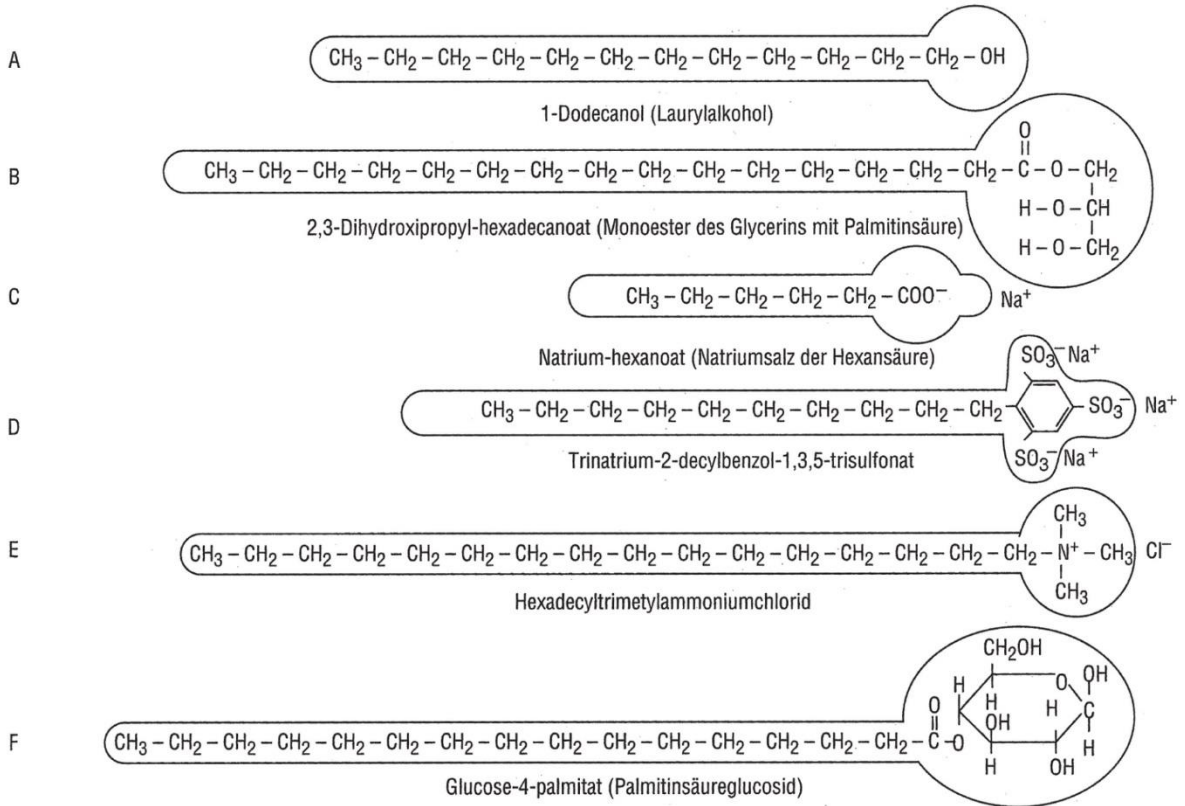 A
CH₃ – CH₂ – CH₂ – CH₂ – CH₂ – CH₂ – CH₂ – CH₂ – CH₂ – CH₂ – CH₂ – CH₂ – OH
1-Dodecanol (Laurylalkohol)
O
B
CH₃ – CH₂ – CH₂ – CH₂ – CH₂ – CH₂ – CH₂ – CH₂ – CH₂ – CH₂ – CH₂ – CH₂ – CH₂ – CH₂ – CH₂ – C – O – CH₂
H – O – CH
H – O – CH₂
2,3-Dihydroxipropyl-hexadecanoat (Monoester des Glycerins mit Palmitinsäure)
C
CH₃ – CH₂ – CH₂ – CH₂ – CH₂ – COO⁻ Na⁺
Natrium-hexanoat (Natriumsalz der Hexansäure)
SO₃⁻ Na⁺
D
CH₃ – CH₂ – CH₂ – CH₂ – CH₂ – CH₂ – CH₂ – CH₂ – CH₂ – CH₂ – SO₃⁻ Na⁺
SO₃⁻ Na⁺
Trinatrium-2-decylbenzol-1,3,5-trisulfonat
CH₃
E
CH₃ – CH₂ – CH₂ – CH₂ – CH₂ – CH₂ – CH₂ – CH₂ – CH₂ – CH₂ – CH₂ – CH₂ – CH₂ – CH₂ – CH₂ – CH₂ – N⁺ – CH₃ Cl⁻
CH₃
Hexadecyltrimetylammoniumchlorid
CH₂OH
H O OH
H H C
O OH H
F
CH₃ – CH₂ – CH₂ – CH₂ – CH₂ – CH₂ – CH₂ – CH₂ – CH₂ – CH₂ – CH₂ – CH₂ – CH₂ – CH₂ – CH₂ – C – O
H OH
Glucose-4-palmitat (Palmitinsäureglucosid)